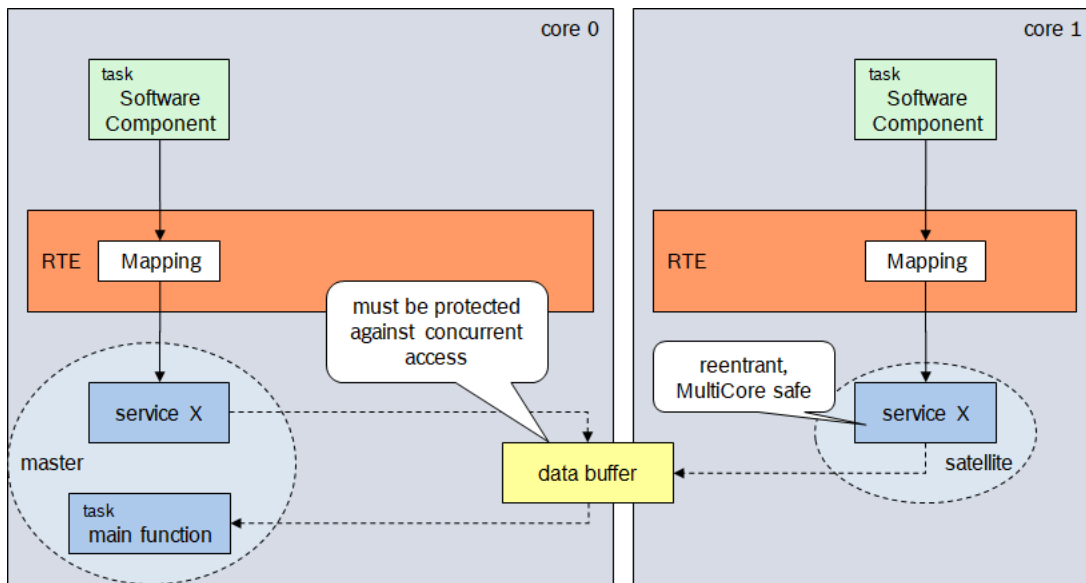 core 0
task
Software
Component
RTE
Mapping
must be protected
against concurrent
access
service X
master
task
main function
data buffer
core 1
task
Software
Component
RTE
Mapping
reentrant,
MultiCore safe
service X
satellite